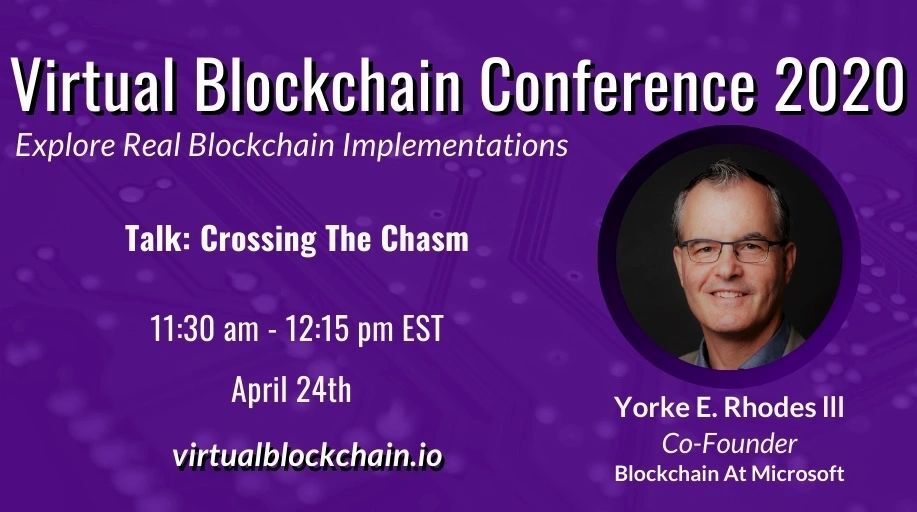 Virtual Blockchain Conference 2020
Explore Real Blockchain Implementations
Talk: Crossing The Chasm
11:30 am - 12:15 pm EST
April 24th
virtualblockchain.io
Yorke E. Rhodes lll
Co-Founder
Blockchain At Microsoft